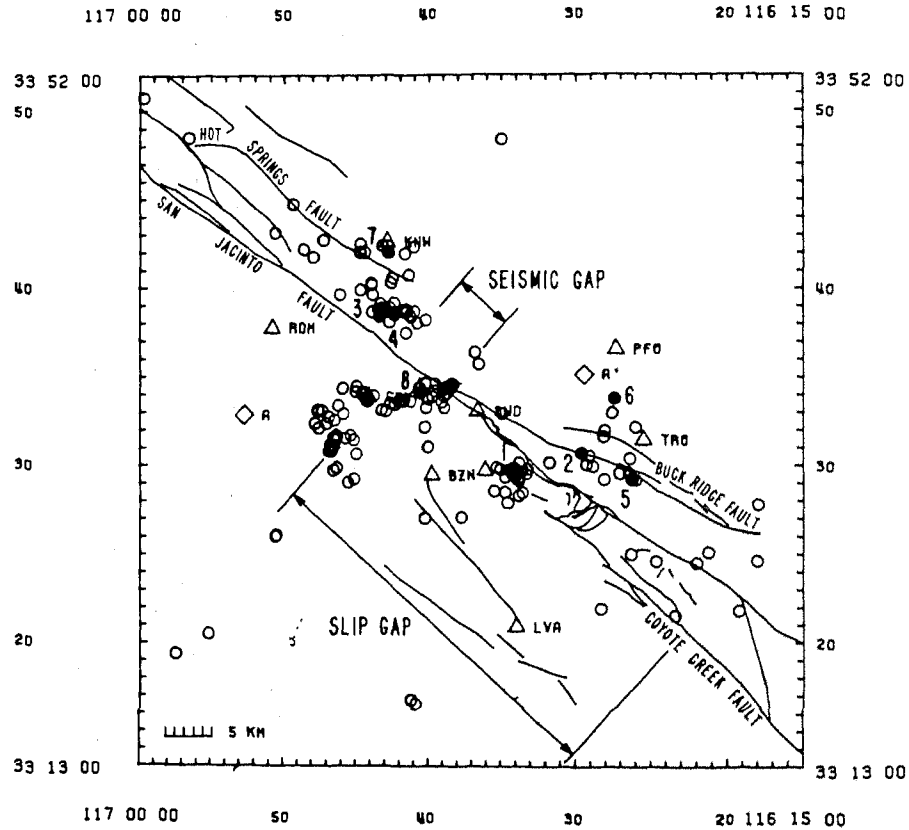 117 00 00 50 40 30 20 116 15 00
33 52 00 33 52 00
50 50
HOT
SPRINGS
FAULT
SAN
JACINTO
FAULT
7 KNW
40 SEISMIC GAP 40
3
4
RDM
PFO
R'
8
6
R
TRO
30 BZN 2 30
BUCK RIDGE FAULT
5
SLIP GAP
LVA
20 20
COYOTE CREEK FAULT
5 KM
33 13 00 33 13 00
117 00 00 50 40 30 20 116 15 00